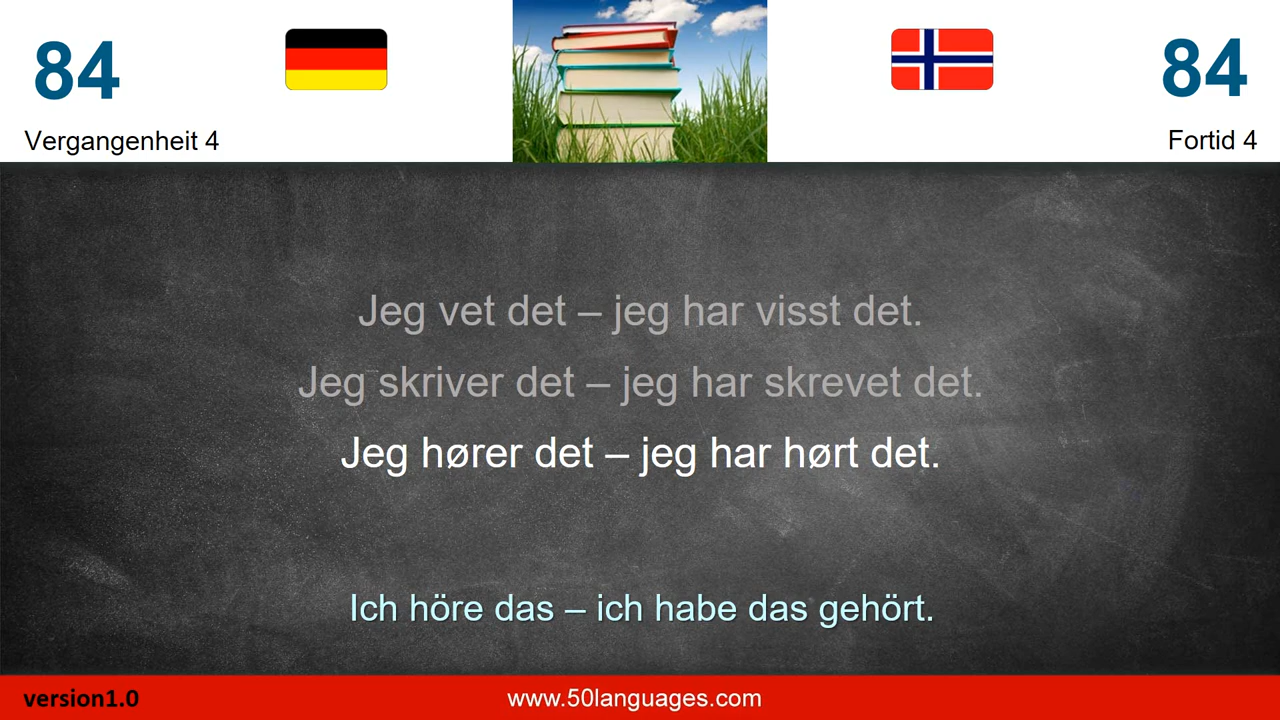 84
84
Vergangenheit 4
Fortid 4
Jeg vet det – jeg har visst det.
Jeg skriver det – jeg har skrevet det.
Jeg hører det – jeg har hørt det.
Ich höre das – ich habe das gehört.
version1.0
www.50languages.com